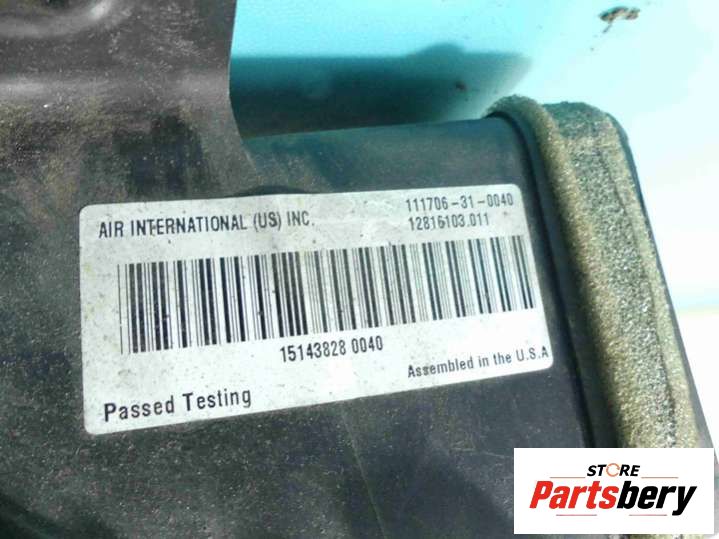 AIR INTERNATIONAL (US) INC.
111706-31-0040
12816103.011
15143828 0040
Assembled in the U.S.A
Passed Testing
STORE
Partsbery